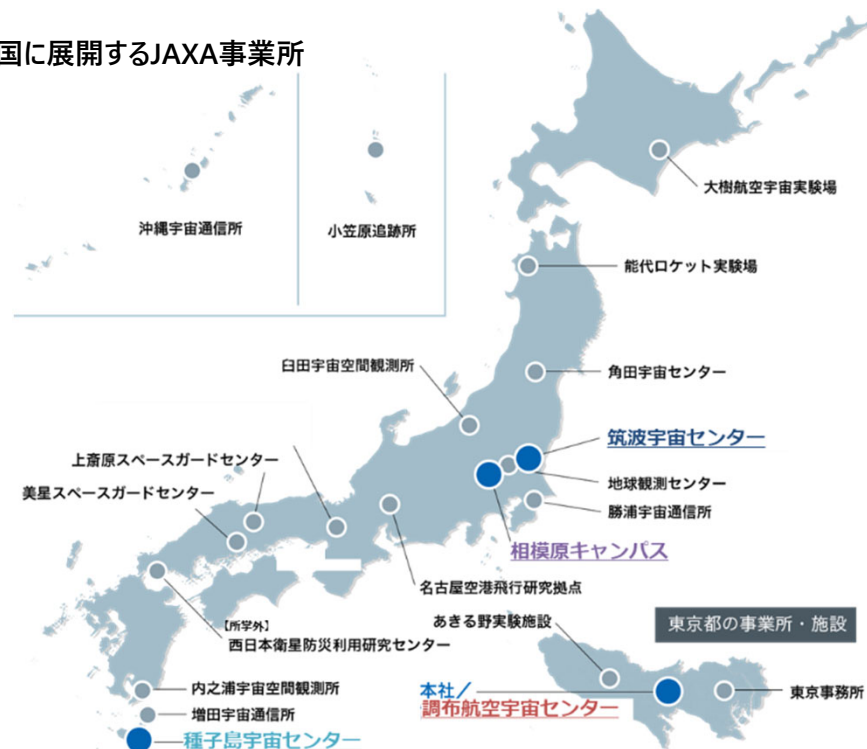 国に展開するJAXA事業所
沖縄宇宙通信所
小笠原追跡所
大樹航空宇宙実験場
能代ロケット実験場
臼田宇宙空間観測所
角田宇宙センター
筑波宇宙センター
上斎原スペースガードセンター
地球観測センター
美星スペースガードセンター
勝浦宇宙通信所
相模原キャンパス
名古屋空港飛行研究拠点
あきる野実験施設
東京都の事業所・施設
【所学外】
西日本衛星防災利用研究センター
内之浦宇宙空間観測所
本社／
東京事務所
調布航空宇宙センター
増田宇宙通信所
種子島宇宙センター